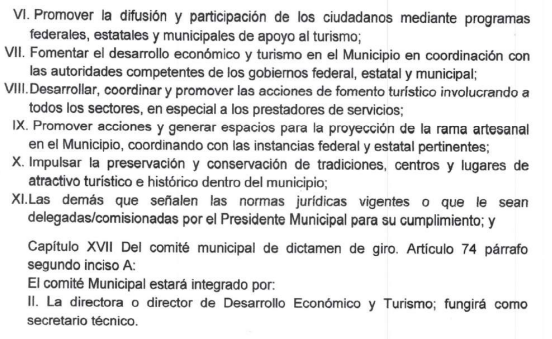 VI. Promover la difusión y participación de los ciudadanos mediante programas
federales, estatales y municipales de apoyo al turismo;
VII. Fomentar el desarrollo económico y turismo en el Municipio en coordinación con
las autoridades competentes de los gobiernos federal, estatal y municipal;
VIII. Desarrollar, coordinar y promover las acciones de fomento turístico involucrando a
todos los sectores, en especial a los prestadores de servicios;
IX. Promover acciones y generar espacios para la proyección de la rama artesanal
en el Municipio, coordinando con las instancias federal y estatal pertinentes;
X. Impulsar la preservación y conservación de tradiciones, centros y lugares de
atractivo turístico e histórico dentro del municipio;
XI.Las demás que señalen las normas jurídicas vigentes o que le sean
delegadas/comisionadas por el Presidente Municipal para su cumplimiento; y
Capítulo XVII Del comité municipal de dictamen de giro. Artículo 74 párrafo
segundo inciso A:
El comité Municipal estará integrado por:
II. La directora o director de Desarrollo Económico y Turismo; fungirá como
secretario técnico.